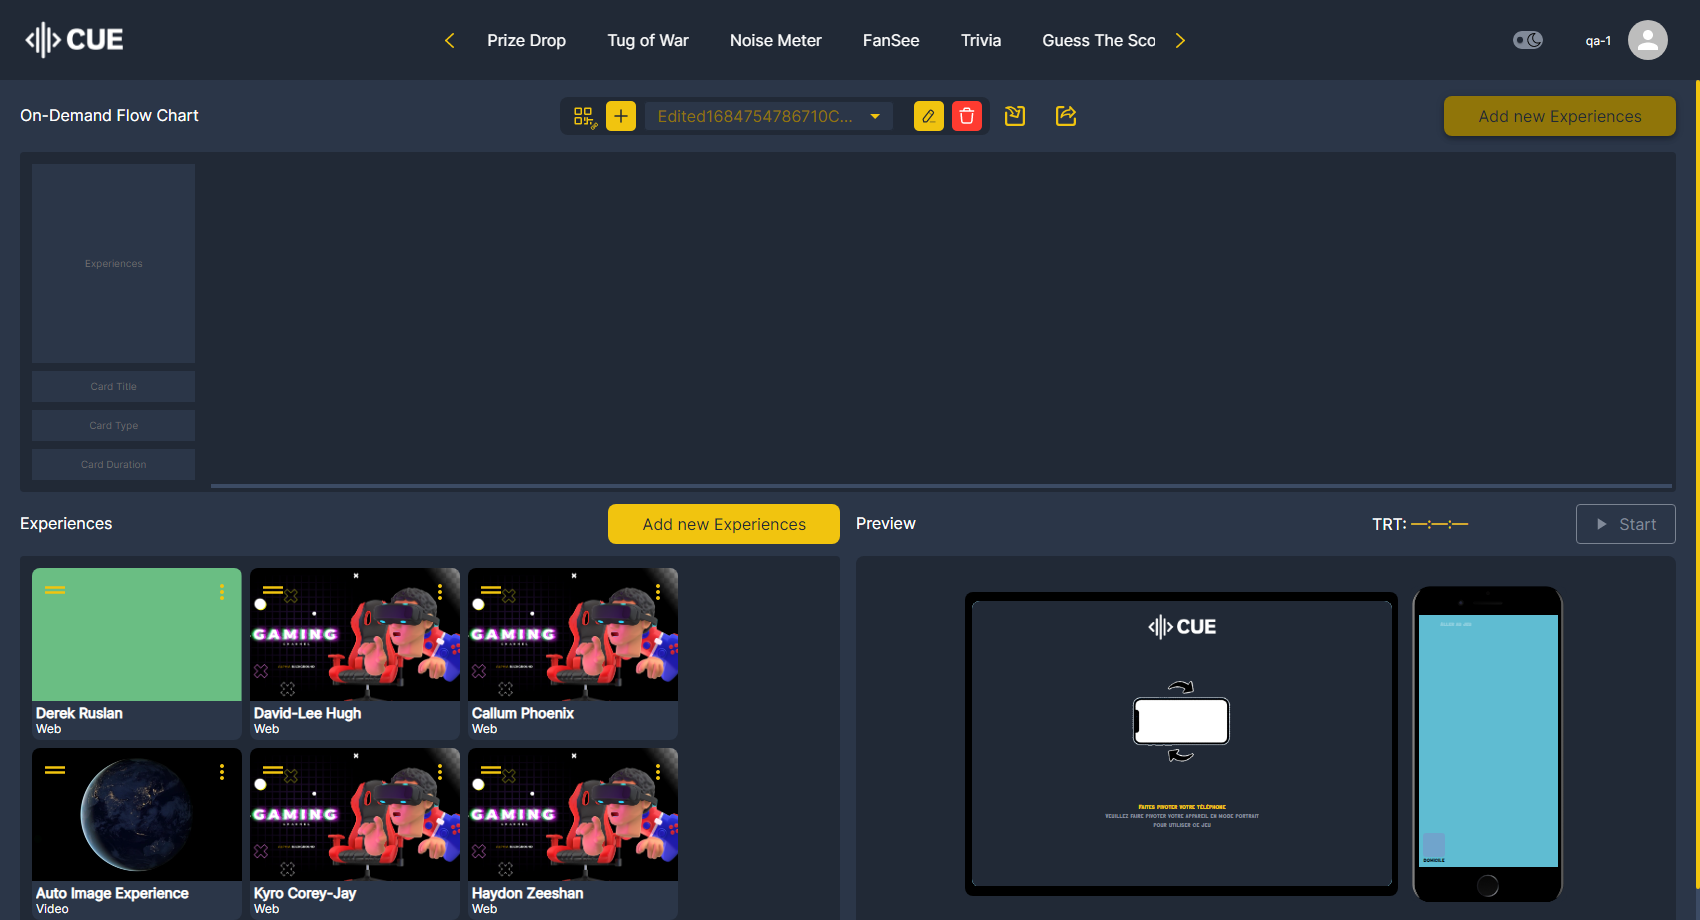 CUE
Prize Drop
Tug of War
Noise Meter
FanSee
Trivia
Guess The Sco
qa-1
On-Demand Flow Chart
Edited1684754786710C...
Add new Experiences
Experiences
Card Title
Card Type
Card Duration
Experiences
Add new Experiences
Preview
TRT: —:—:—
Start
GAMING
GAMING
Derek Ruslan
Web
David-Lee Hugh
Web
Callum Phoenix
Web
GAMING
GAMING
Auto Image Experience
Video
Kyro Corey-Jay
Web
Haydon Zeeshan
Web
CUE
FAITES PIVOTER VOTRE TÉLÉPHONE
VEUILLEZ FAIRE PIVOTER VOTRE APPAREIL EN MODE PORTRAIT
POUR UTILISER CE JEU
DOMICILE